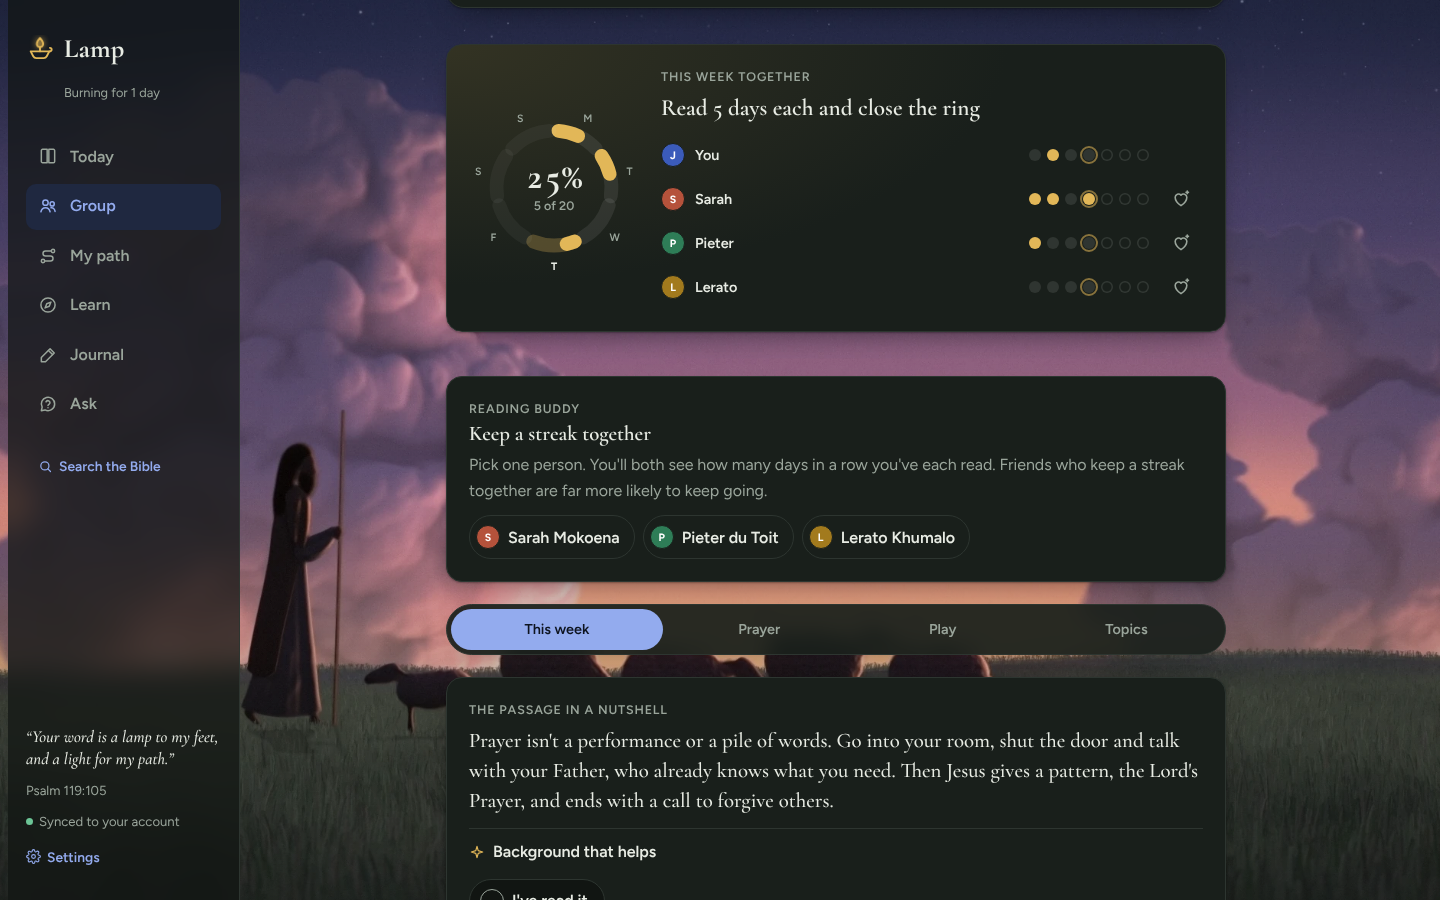 Lamp
Burning for 1 day
Today
Group
My path
Learn
Journal
Ask
Search the Bible
“Your word is a lamp to my feet,
and a light for my path.”
Psalm 119:105
Synced to your account
Settings
THIS WEEK TOGETHER
Read 5 days each and close the ring
S M
S T
25%
5 of 20
F W
T
J You
S Sarah
P Pieter
L Lerato
READING BUDDY
Keep a streak together
Pick one person. You'll both see how many days in a row you've each read. Friends who keep a streak
together are far more likely to keep going.
S Sarah Mokoena P Pieter du Toit L Lerato Khumalo
This week Prayer Play Topics
THE PASSAGE IN A NUTSHELL
Prayer isn't a performance or a pile of words. Go into your room, shut the door and talk
with your Father, who already knows what you need. Then Jesus gives a pattern, the Lord's
Prayer, and ends with a call to forgive others.
Background that helps
I've read it